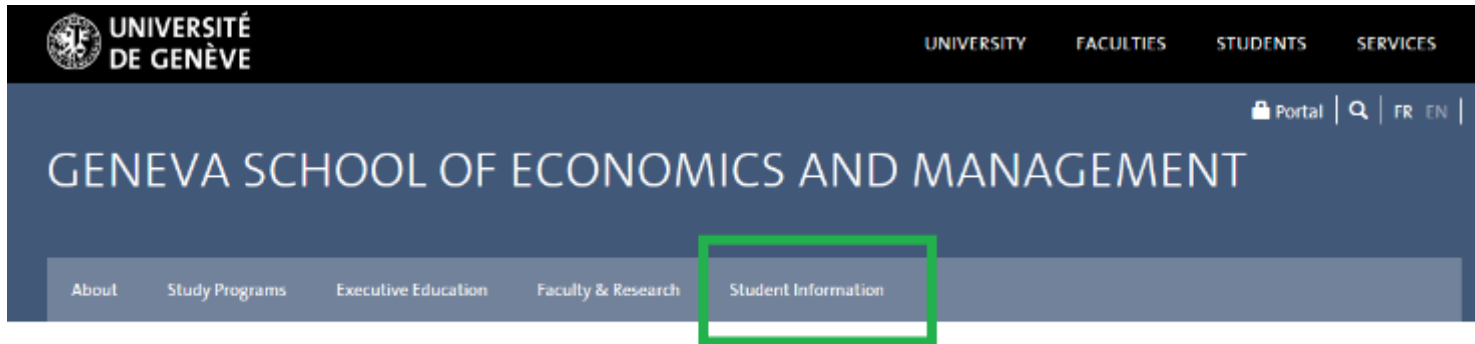 UNIVERSITÉ
DE GENÈVE
UNIVERSITY FACULTIES STUDENTS SERVICES
Portal FR EN
GENEVA SCHOOL OF ECONOMICS AND MANAGEMENT
About Study Programs Executive Education Faculty & Research Student Information